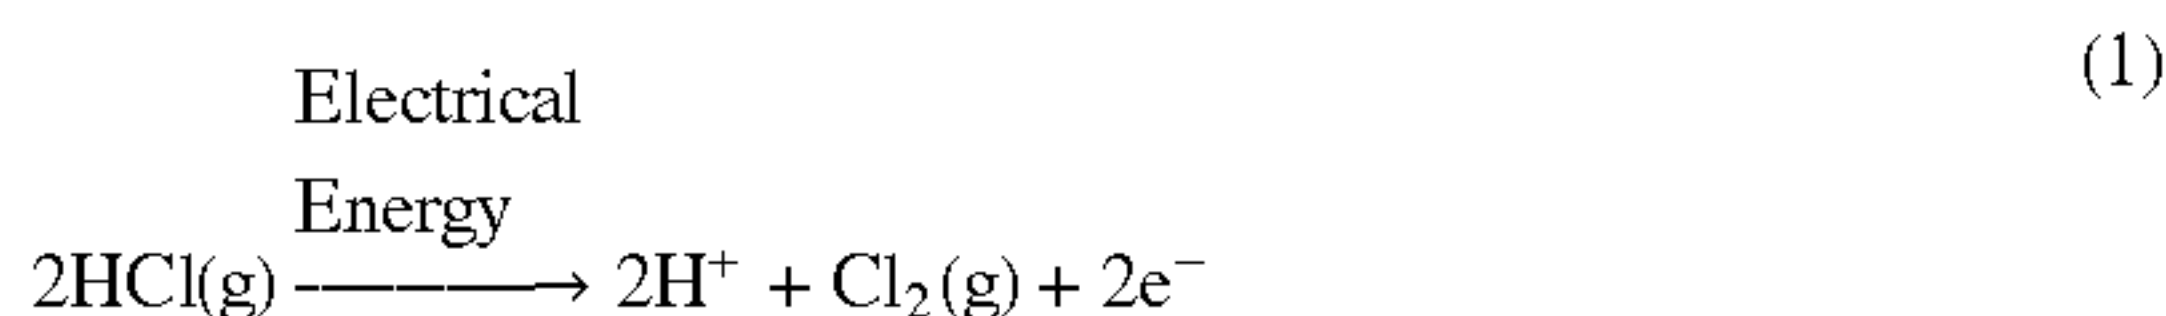 (1)
Electrical
Energy
2HCl(g) ————→ 2H⁺ + Cl₂(g) + 2e⁻